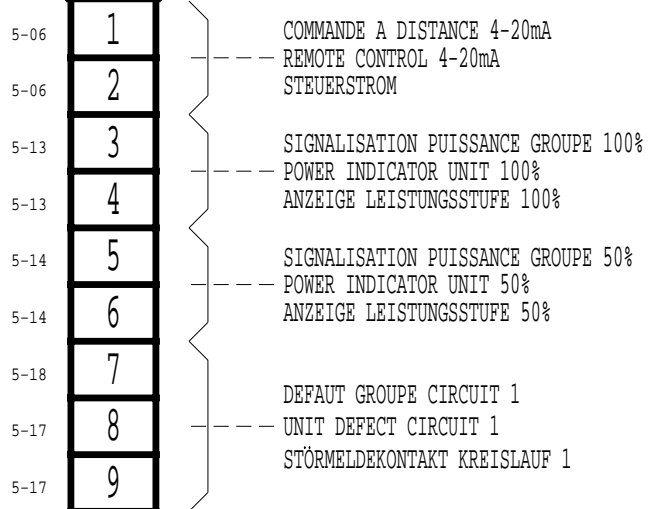 5-06 1 COMMANDE A DISTANCE 4-20mA
REMOTE CONTROL 4-20mA
5-06 2 STEUERSTROM
5-13 3 SIGNALISATION PUISSANCE GROUPE 100%
POWER INDICATOR UNIT 100%
5-13 4 ANZEIGE LEISTUNGSSTUFE 100%
5-14 5 SIGNALISATION PUISSANCE GROUPE 50%
POWER INDICATOR UNIT 50%
5-14 6 ANZEIGE LEISTUNGSSTUFE 50%
5-18 7
DEFAUT GROUPE CIRCUIT 1
5-17 8 UNIT DEFECT CIRCUIT 1
STÖRMELDEKONTAKT KREISLAUF 1
5-17 9